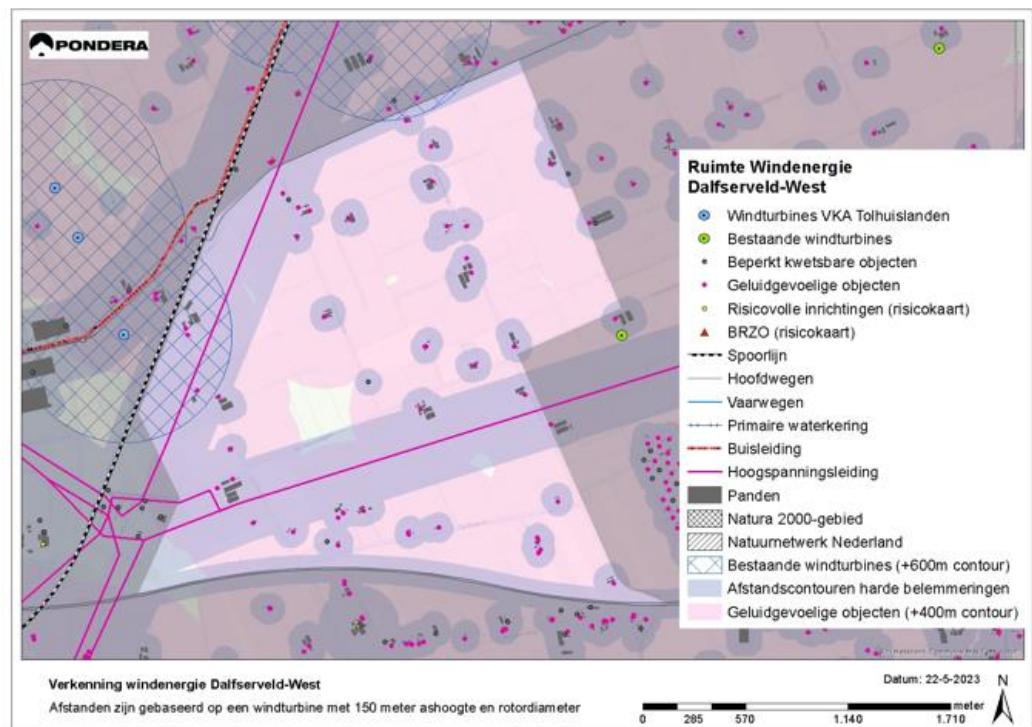 PONDERA
Ruimte Windenergie
Dalfserveld-West
Windturbines VKA Tolhuislanden
Bestaande windturbines
Beperkt kwetsbare objecten
Geluidgevoelige objecten
Risicovolle inrichtingen (risicokaart)
BRZO (risicokaart)
Spoorlijn
Hoofdwegen
Vaarwegen
Primaire waterkering
Buisleiding
Hoogspanningsleiding
Panden
Natura 2000-gebied
Natuurnetwerk Nederland
Bestaande windturbines (+600m contour)
Afstandscontouren harde belemmeringen
Geluidgevoelige objecten (+400m contour)
Verkenning windenergie Dalfserveld-West
Afstanden zijn gebaseerd op een windturbine met 150 meter ashoogte en rotordiameter
Datum: 22-5-2023
N
meter
0 285 570 1.140 1.710